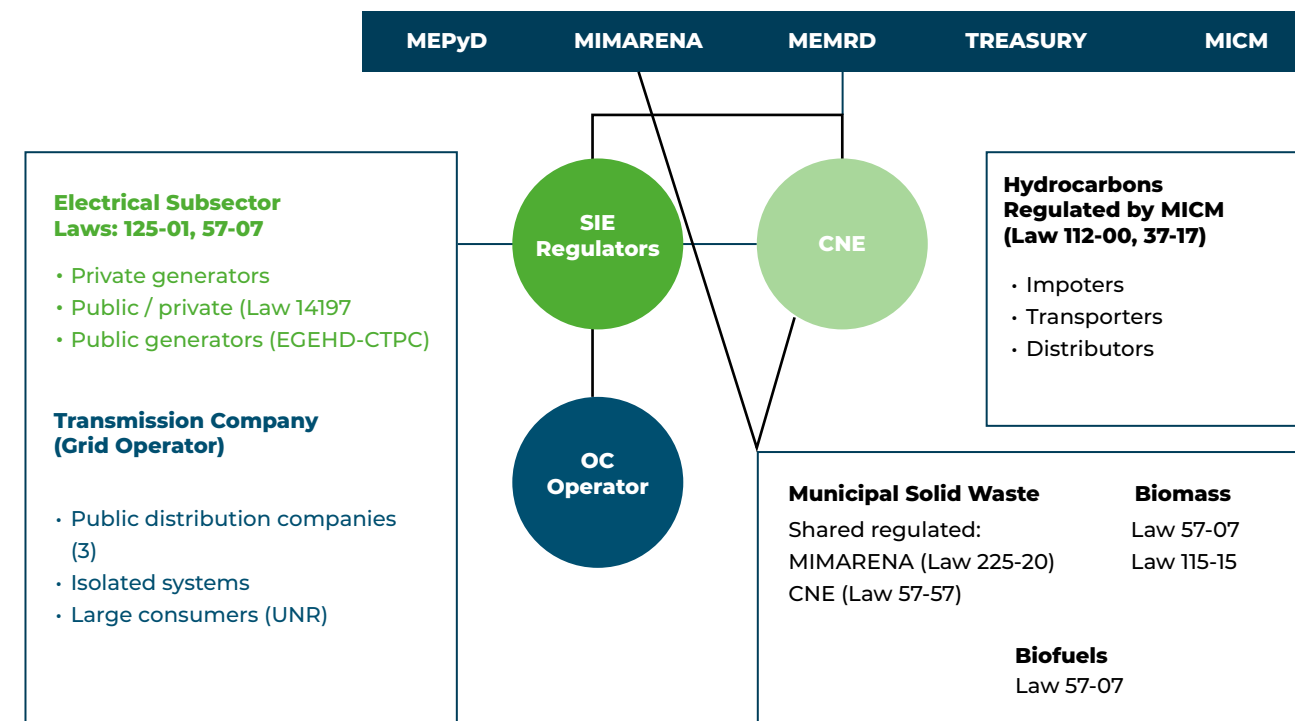 MEPyD MIMARENA MEMRD TREASURY MICM
Electrical Subsector
Laws: 125-01, 57-07
• Private generators
• Public / private (Law 14197
• Public generators (EGEHD-CTPC)
Transmission Company
(Grid Operator)
• Public distribution companies
(3)
• Isolated systems
• Large consumers (UNR)
SIE
Regulators
CNE
OC
Operator
Hydrocarbons
Regulated by MICM
(Law 112-00, 37-17)
• Impoters
• Transporters
• Distributors
Municipal Solid Waste
Shared regulated:
MIMARENA (Law 225-20)
CNE (Law 57-57)
Biomass
Law 57-07
Law 115-15
Biofuels
Law 57-07